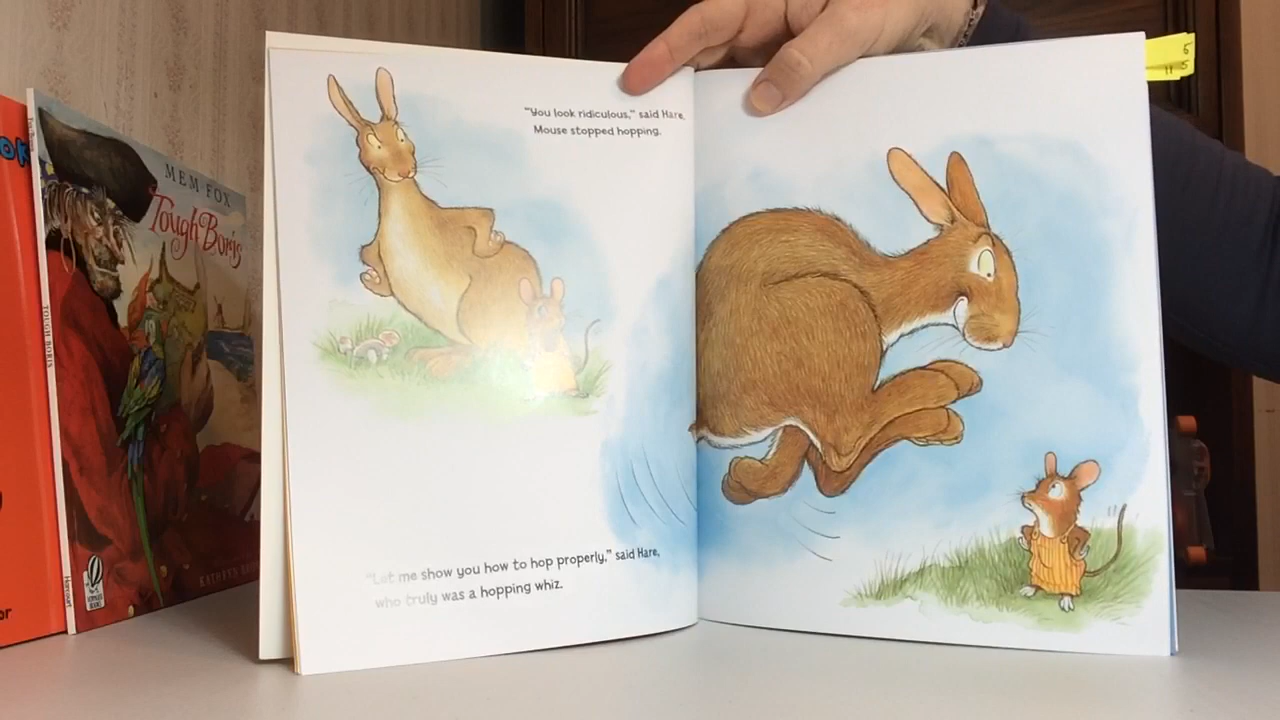 MEM FOX
Tough Boris
TOUGH BORIS
Harcourt
"You look ridiculous," said Hare.
Mouse stopped hopping.
"Let me show you how to hop properly," said Hare,
who truly was a hopping whiz.